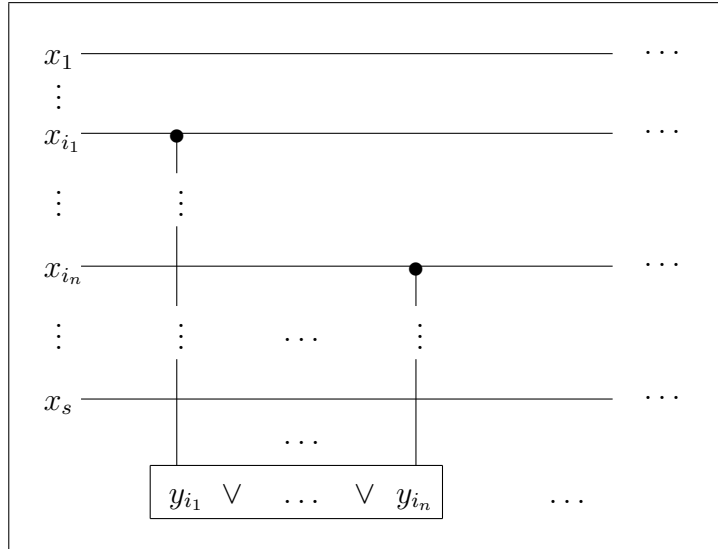 x_1 ⋯
⋮
x_{i_1} ⋯
⋮ ⋮
x_{i_n} ⋯
⋮ ⋮ ⋯ ⋮
x_s ⋯
⋯
y_{i_1} ∨ ⋯ ∨ y_{i_n} ⋯